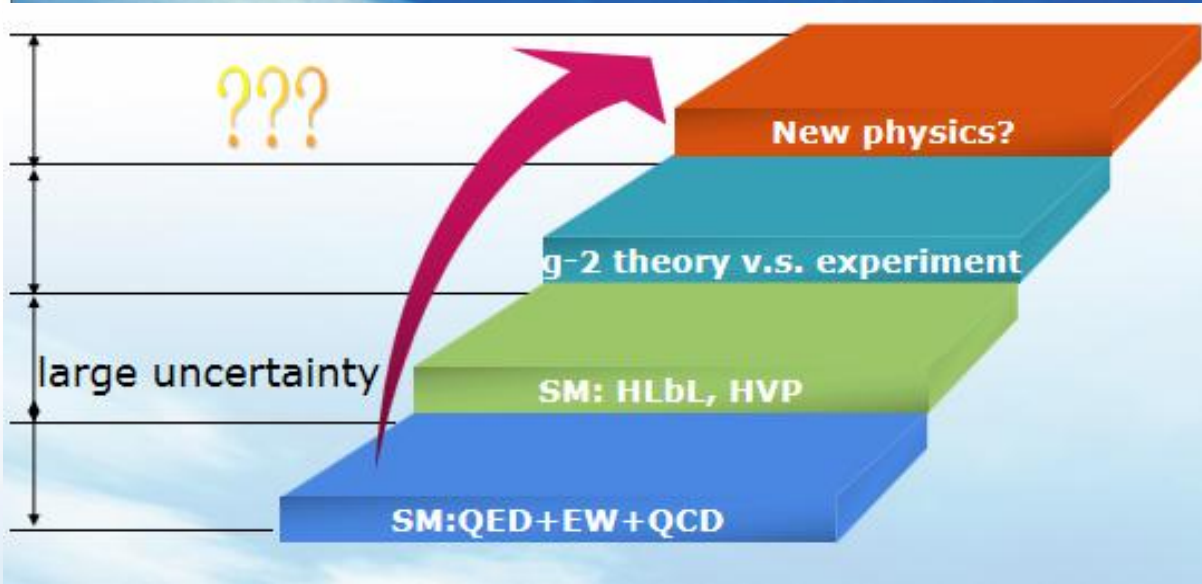 ???
New physics?
g-2 theory v.s. experiment
large uncertainty
SM: HLbL, HVP
SM:QED+EW+QCD